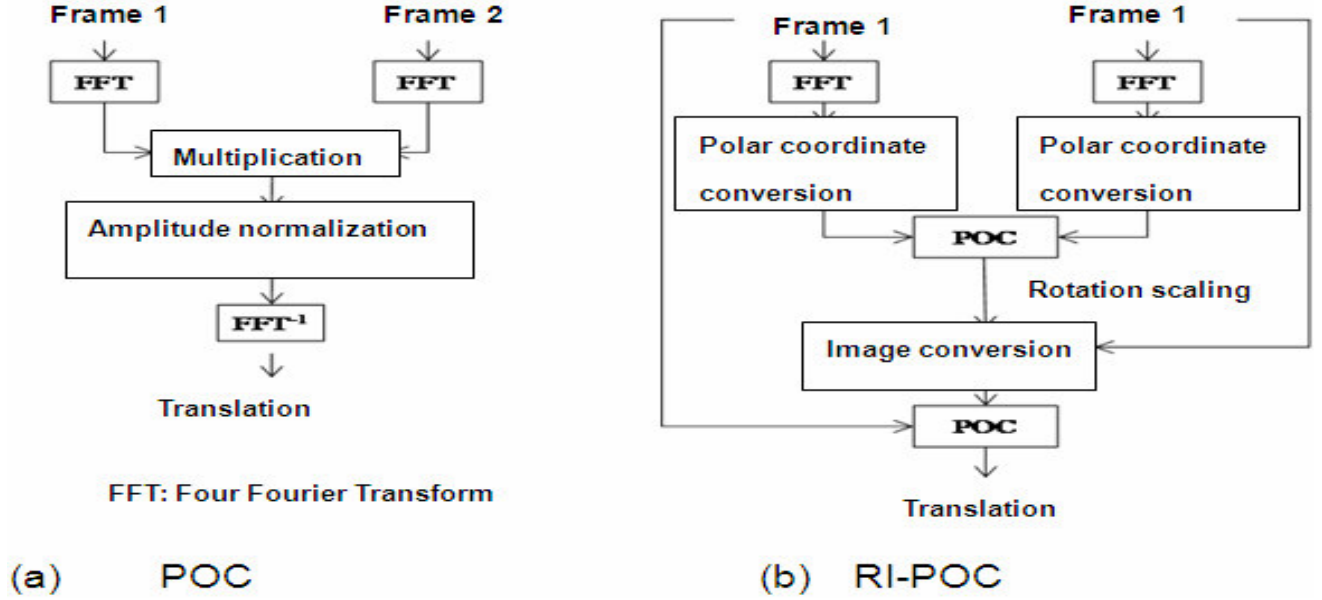 Frame 1
Frame 2
FFT
FFT
Multiplication
Amplitude normalization
FFT-1
Translation
FFT: Four Fourier Transform
(a) POC
Frame 1
Frame 1
FFT
FFT
Polar coordinate
conversion
Polar coordinate
conversion
POC
Rotation scaling
Image conversion
POC
Translation
(b) RI-POC